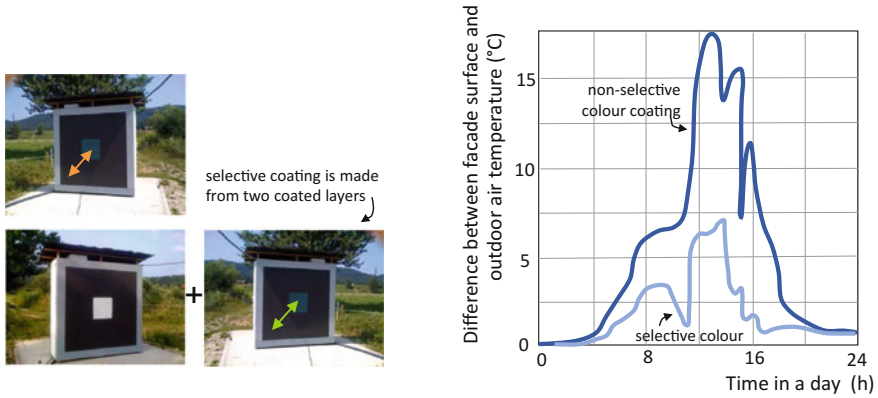 selective coating is made
from two coated layers
+
Difference between facade surface and
outdoor air temperature (°C)
15
10
5
0
non-selective
colour coating
selective colour
0 8 16 24
Time in a day (h)